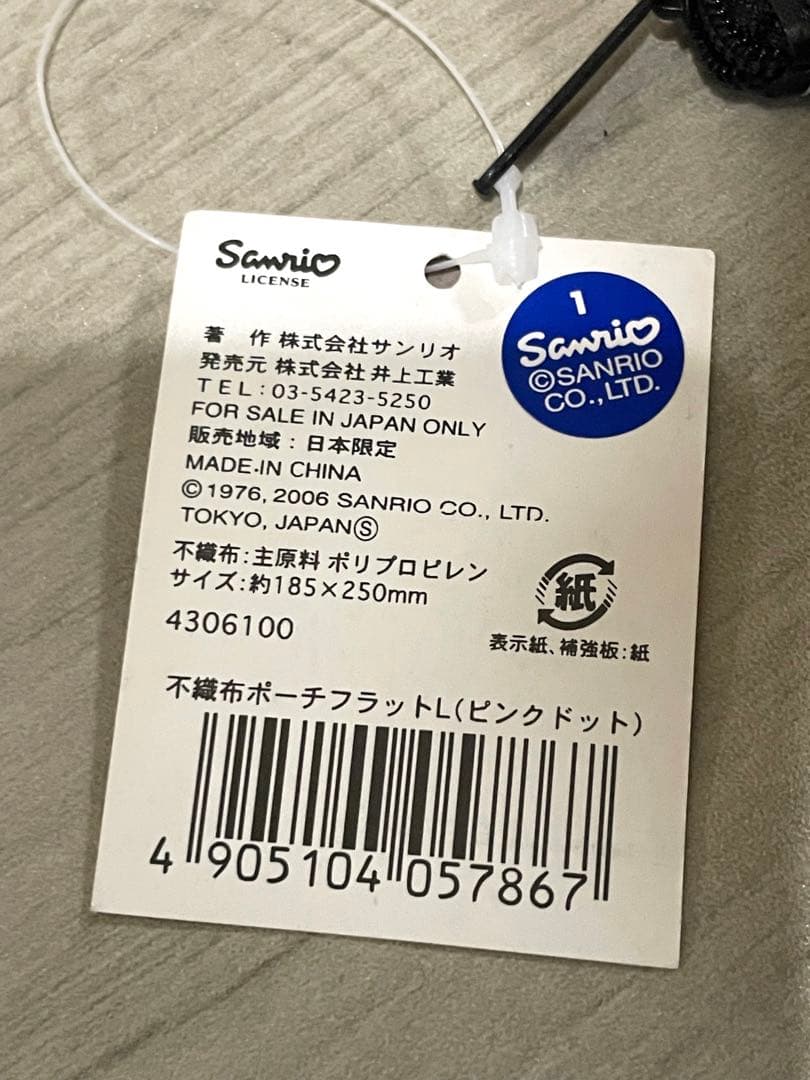 Sanrio
LICENSE
1
Sanrio
©SANRIO
CO.,LTD.
著 作 株式会社サンリオ
発売元 株式会社 井上工業
TEL:03-5423-5250
FOR SALE IN JAPAN ONLY
販売地域:日本限定
MADE IN CHINA
©1976, 2006 SANRIO CO., LTD.
TOKYO, JAPANⓈ
不織布:主原料 ポリプロピレン
サイズ:約185×250mm
4306100
紙
表示紙、補強板:紙
不織布ポーチフラットL(ピンクドット)
4 905104 057867